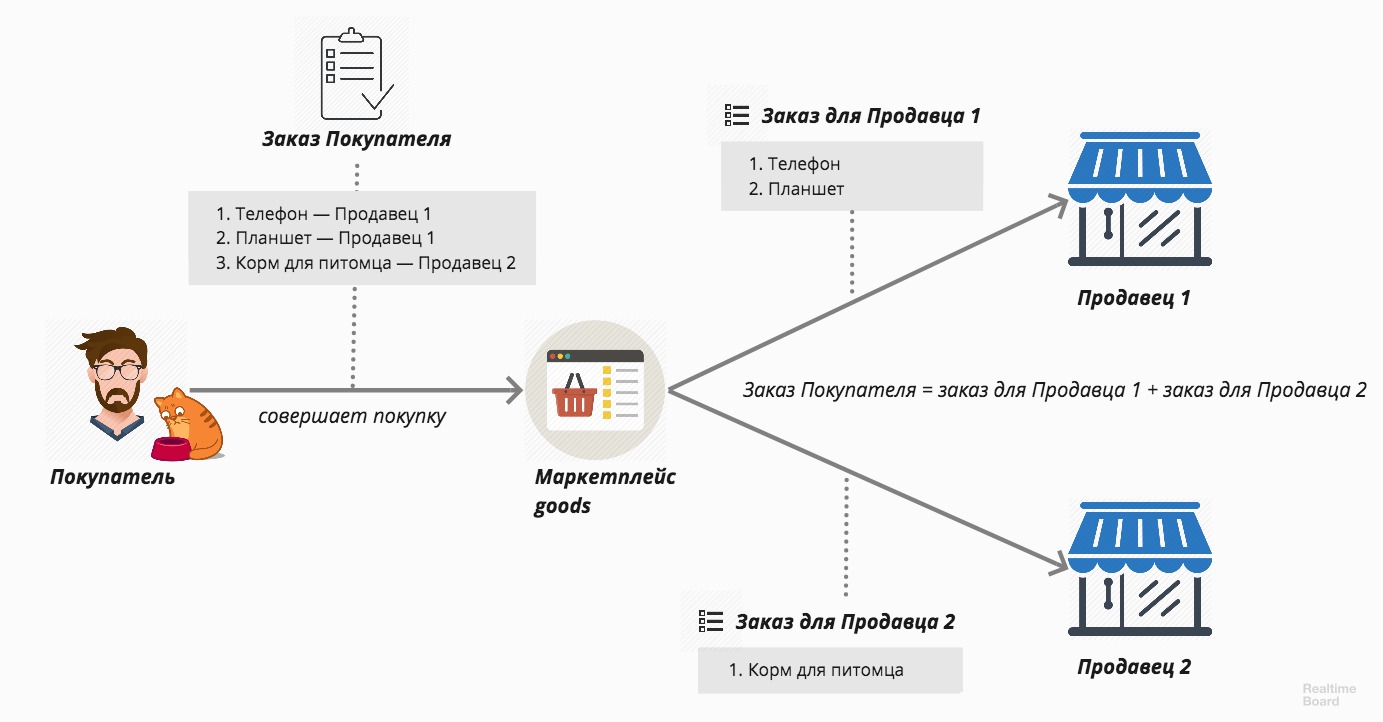 Заказ Покупателя
1. Телефон — Продавец 1
2. Планшет — Продавец 1
3. Корм для питомца — Продавец 2
Покупатель
совершает покупку
Маркетплейс
goods
Заказ для Продавца 1
1. Телефон
2. Планшет
Продавец 1
Заказ Покупателя = заказ для Продавца 1 + заказ для Продавца 2
Заказ для Продавца 2
1. Корм для питомца
Продавец 2
Realtime
Board